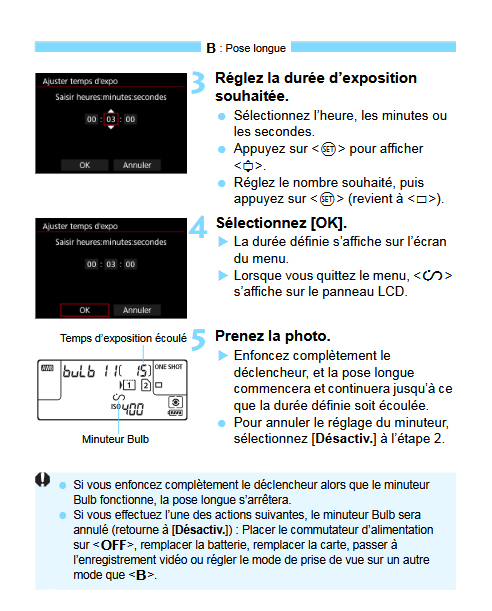 B : Pose longue
Ajuster temps d'expo
Saisir heures:minutes:secondes
00 : 03 : 00
OK Annuler
3 Réglez la durée d’exposition
souhaitée.
● Sélectionnez l’heure, les minutes ou
les secondes.
● Appuyez sur <SET> pour afficher
< >.
● Réglez le nombre souhaité, puis
appuyez sur <SET> (revient à <□>).
Ajuster temps d'expo
Saisir heures:minutes:secondes
00 : 03 : 00
OK Annuler
4 Sélectionnez [OK].
▶ La durée définie s’affiche sur l’écran
du menu.
▶ Lorsque vous quittez le menu, < >
s’affiche sur le panneau LCD.
Temps d’exposition écoulé
AWB buLb 11( 15) ONE SHOT
1 2
ISO 400
Minuteur Bulb
5 Prenez la photo.
▶ Enfoncez complètement le
déclencheur, et la pose longue
commencera et continuera jusqu’à ce
que la durée définie soit écoulée.
● Pour annuler le réglage du minuteur,
sélectionnez [Désactiv.] à l’étape 2.
● Si vous enfoncez complètement le déclencheur alors que le minuteur
Bulb fonctionne, la pose longue s’arrêtera.
● Si vous effectuez l’une des actions suivantes, le minuteur Bulb sera
annulé (retourne à [Désactiv.]) : Placer le commutateur d’alimentation
sur <OFF>, remplacer la batterie, remplacer la carte, passer à
l’enregistrement vidéo ou régler le mode de prise de vue sur un autre
mode que <B>.